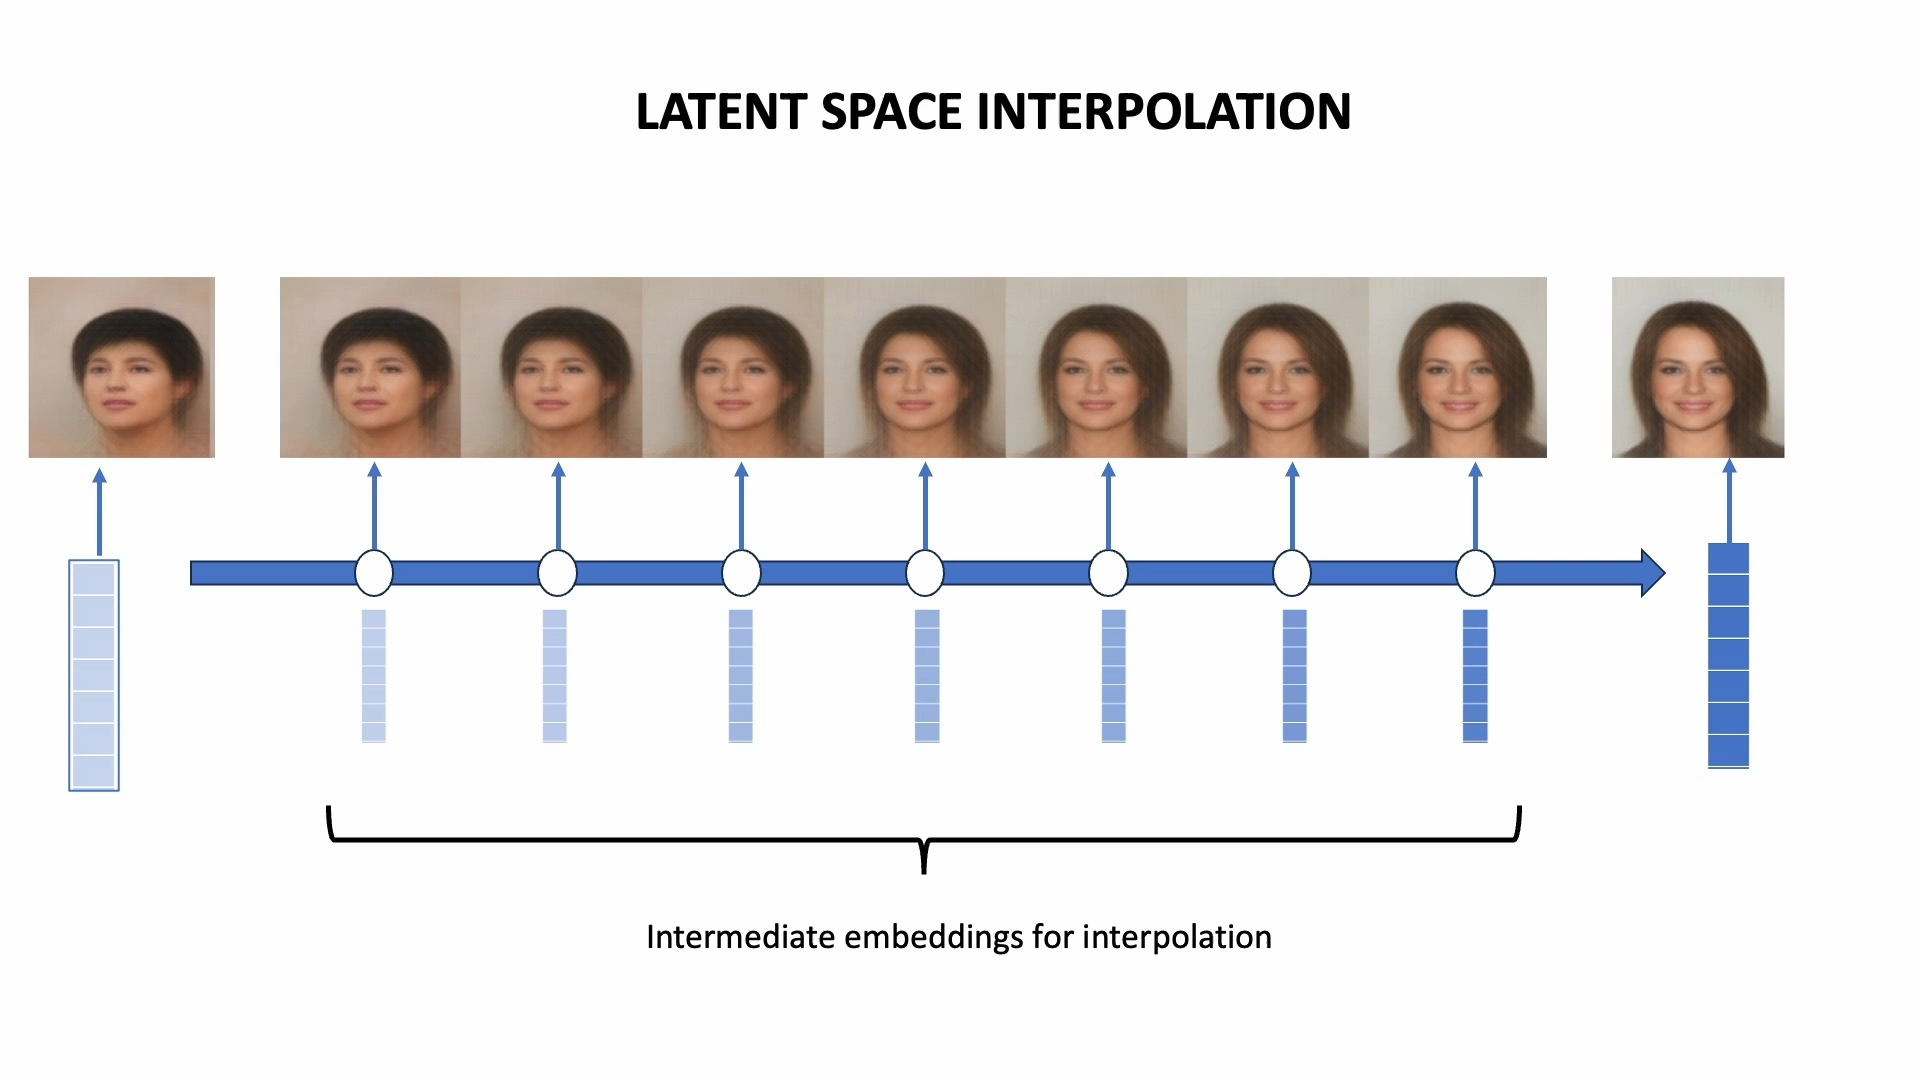 LATENT SPACE INTERPOLATION
Intermediate embeddings for interpolation